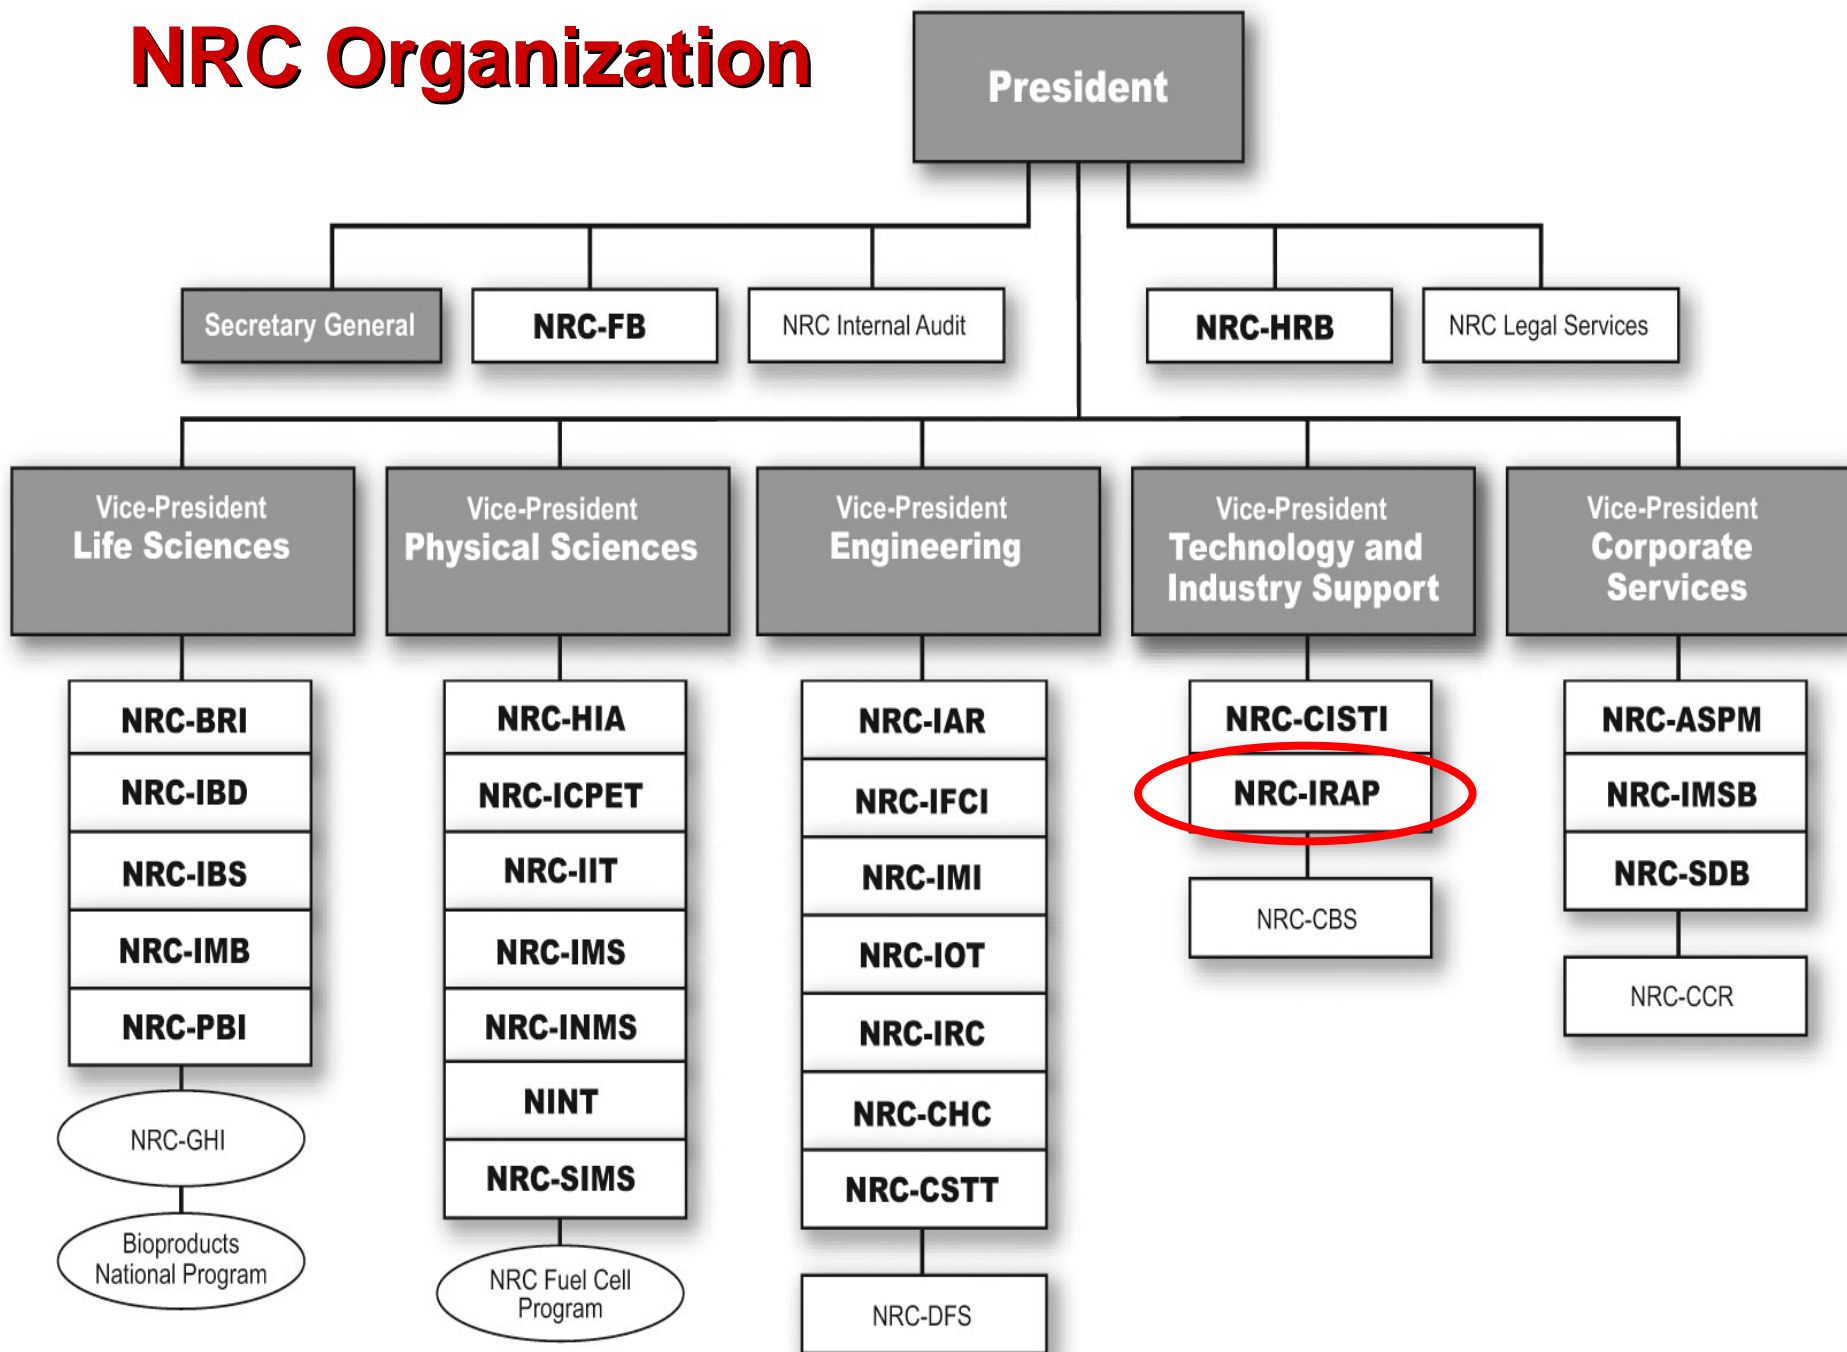 NRC Organization
President
Secretary General
NRC-FB
NRC Internal Audit
NRC-HRB
NRC Legal Services
Vice-President
Life Sciences
Vice-President
Physical Sciences
Vice-President
Engineering
Vice-President
Technology and
Industry Support
Vice-President
Corporate
Services
NRC-BRI
NRC-IBD
NRC-IBS
NRC-IMB
NRC-PBI
NRC-GHI
Bioproducts
National Program
NRC-HIA
NRC-ICPET
NRC-IIT
NRC-IMS
NRC-INMS
NINT
NRC-SIMS
NRC Fuel Cell
Program
NRC-IAR
NRC-IFCI
NRC-IMI
NRC-IOT
NRC-IRC
NRC-CHC
NRC-CSTT
NRC-DFS
NRC-CISTI
NRC-IRAP
NRC-CBS
NRC-ASPM
NRC-IMSB
NRC-SDB
NRC-CCR